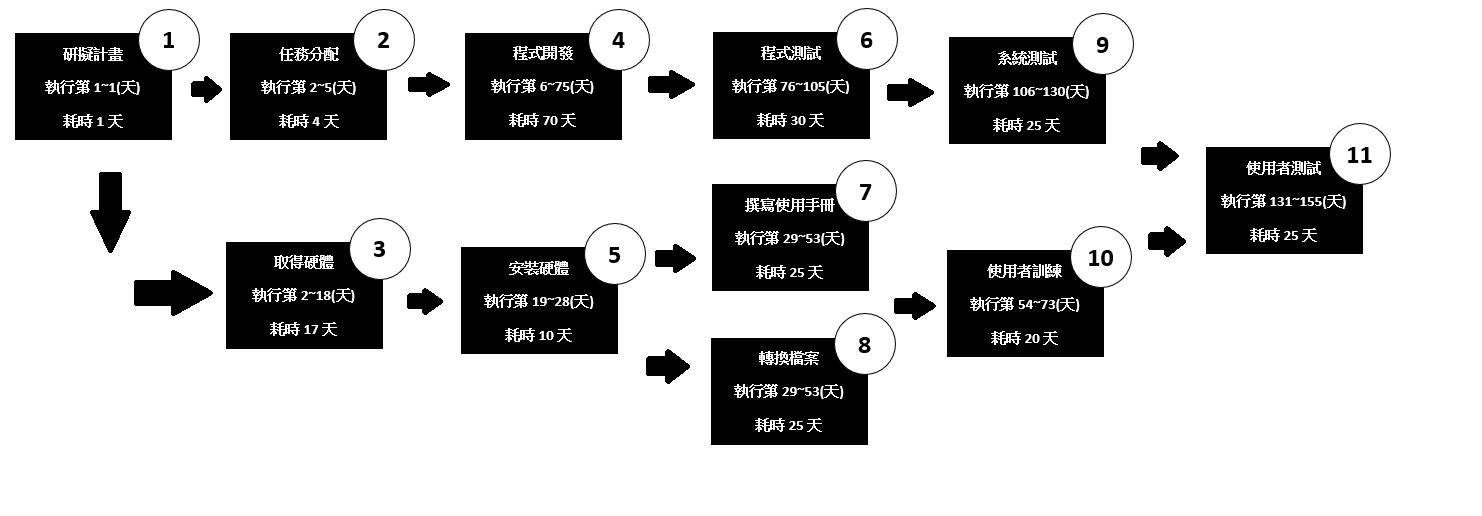 研擬計畫
1
執行第 1~1(天)
耗時 1 天
任務分配
2
執行第 2~5(天)
耗時 4 天
程式開發
4
執行第 6~75(天)
耗時 70 天
程式測試
6
執行第 76~105(天)
耗時 30 天
系統測試
9
執行第 106~130(天)
耗時 25 天
取得硬體
3
執行第 2~18(天)
耗時 17 天
安裝硬體
5
執行第 19~28(天)
耗時 10 天
撰寫使用手冊
7
執行第 29~53(天)
耗時 25 天
轉換檔案
8
執行第 29~53(天)
耗時 25 天
使用者訓練
10
執行第 54~73(天)
耗時 20 天
使用者測試
11
執行第 131~155(天)
耗時 25 天